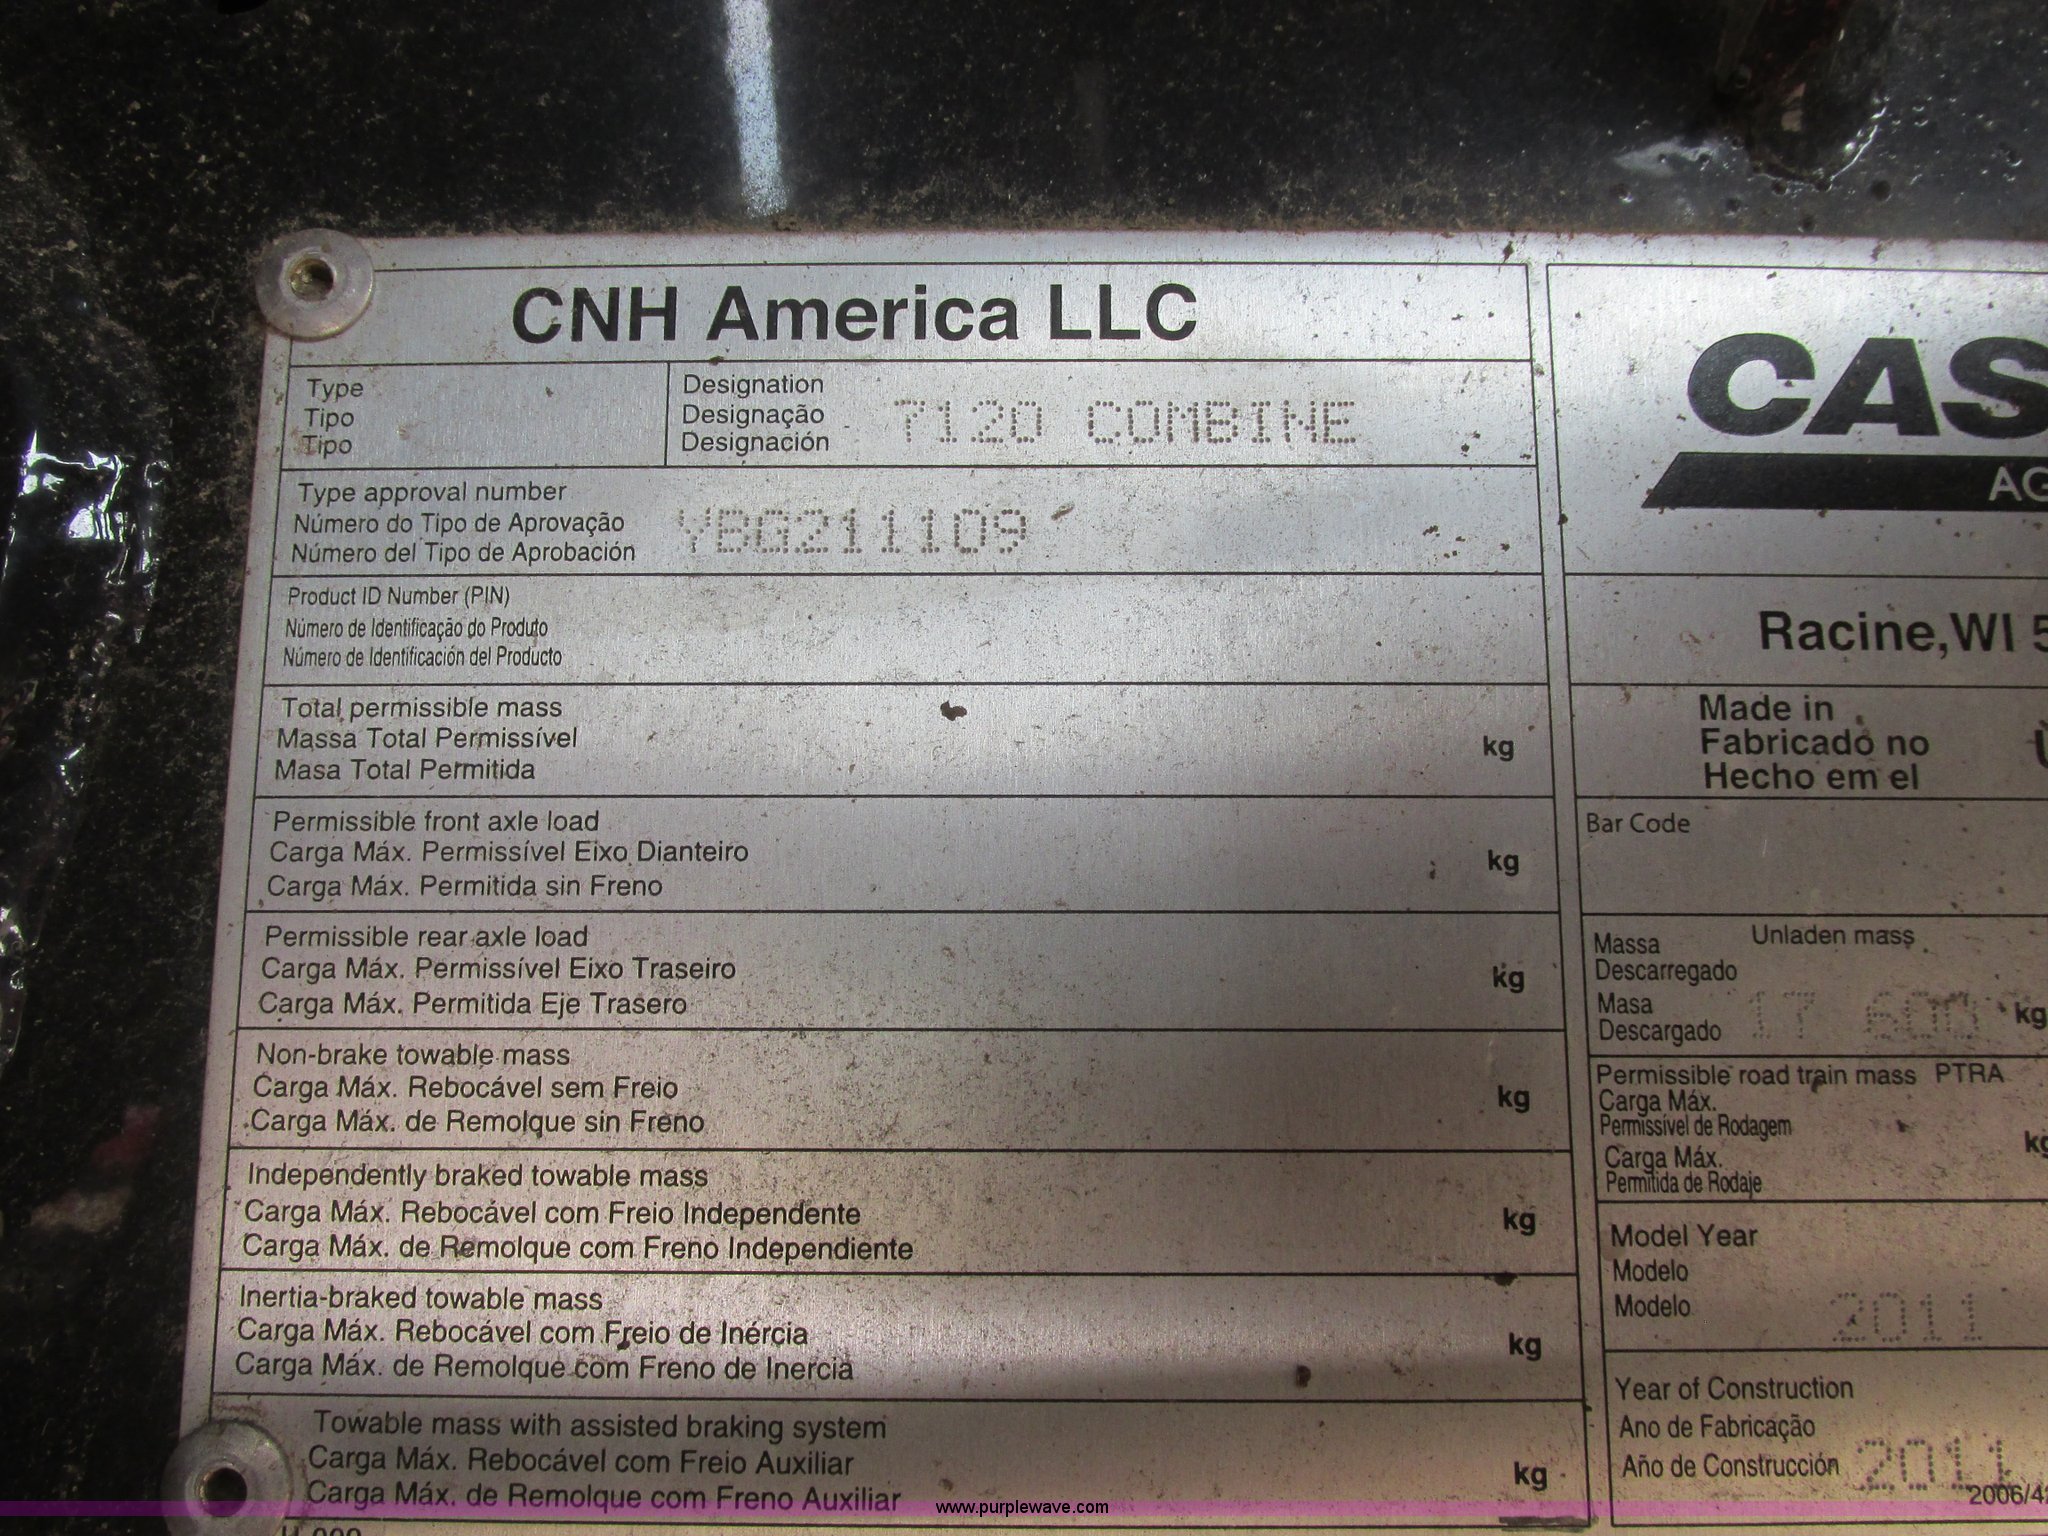 CNH America LLC
Type
Tipo
Tipo
Designation
Designação
Designación
7120 COMBINE
Type approval number
Número do Tipo de Aprovação
Número del Tipo de Aprobación
YBG211109
Product ID Number (PIN)
Número de Identificação do Produto
Número de Identificación del Producto
Total permissible mass
Massa Total Permissível
Masa Total Permitida
kg
Permissible front axle load
Carga Máx. Permissível Eixo Dianteiro
Carga Máx. Permitida sin Freno
kg
Permissible rear axle load
Carga Máx. Permissível Eixo Traseiro
Carga Máx. Permitida Eje Trasero
kg
Non-brake towable mass
Carga Máx. Rebocável sem Freio
Carga Máx. de Remolque sin Freno
kg
Independently braked towable mass
Carga Máx. Rebocável com Freio Independente
Carga Máx. de Remolque com Freno Independiente
kg
Inertia-braked towable mass
Carga Máx. Rebocável com Freio de Inércia
Carga Máx. de Remolque com Freno de Inercia
kg
Towable mass with assisted braking system
Carga Máx. Rebocável com Freio Auxiliar
Carga Máx. de Remolque com Freno Auxiliar
kg
CAS
AG
Racine, WI 5
Made in
Fabricado no
Hecho em el
Bar Code
Unladen mass
Massa
Descarregado
Masa
Descargado
17 600 kg
Permissible road train mass PTRA
Carga Máx.
Permissível de Rodagem
Carga Máx.
Permitida de Rodaje
kg
Model Year
Modelo
Modelo
2011
Year of Construction
Ano de Fabricação
Año de Construcción
2011
2006/42
www.purplewave.com